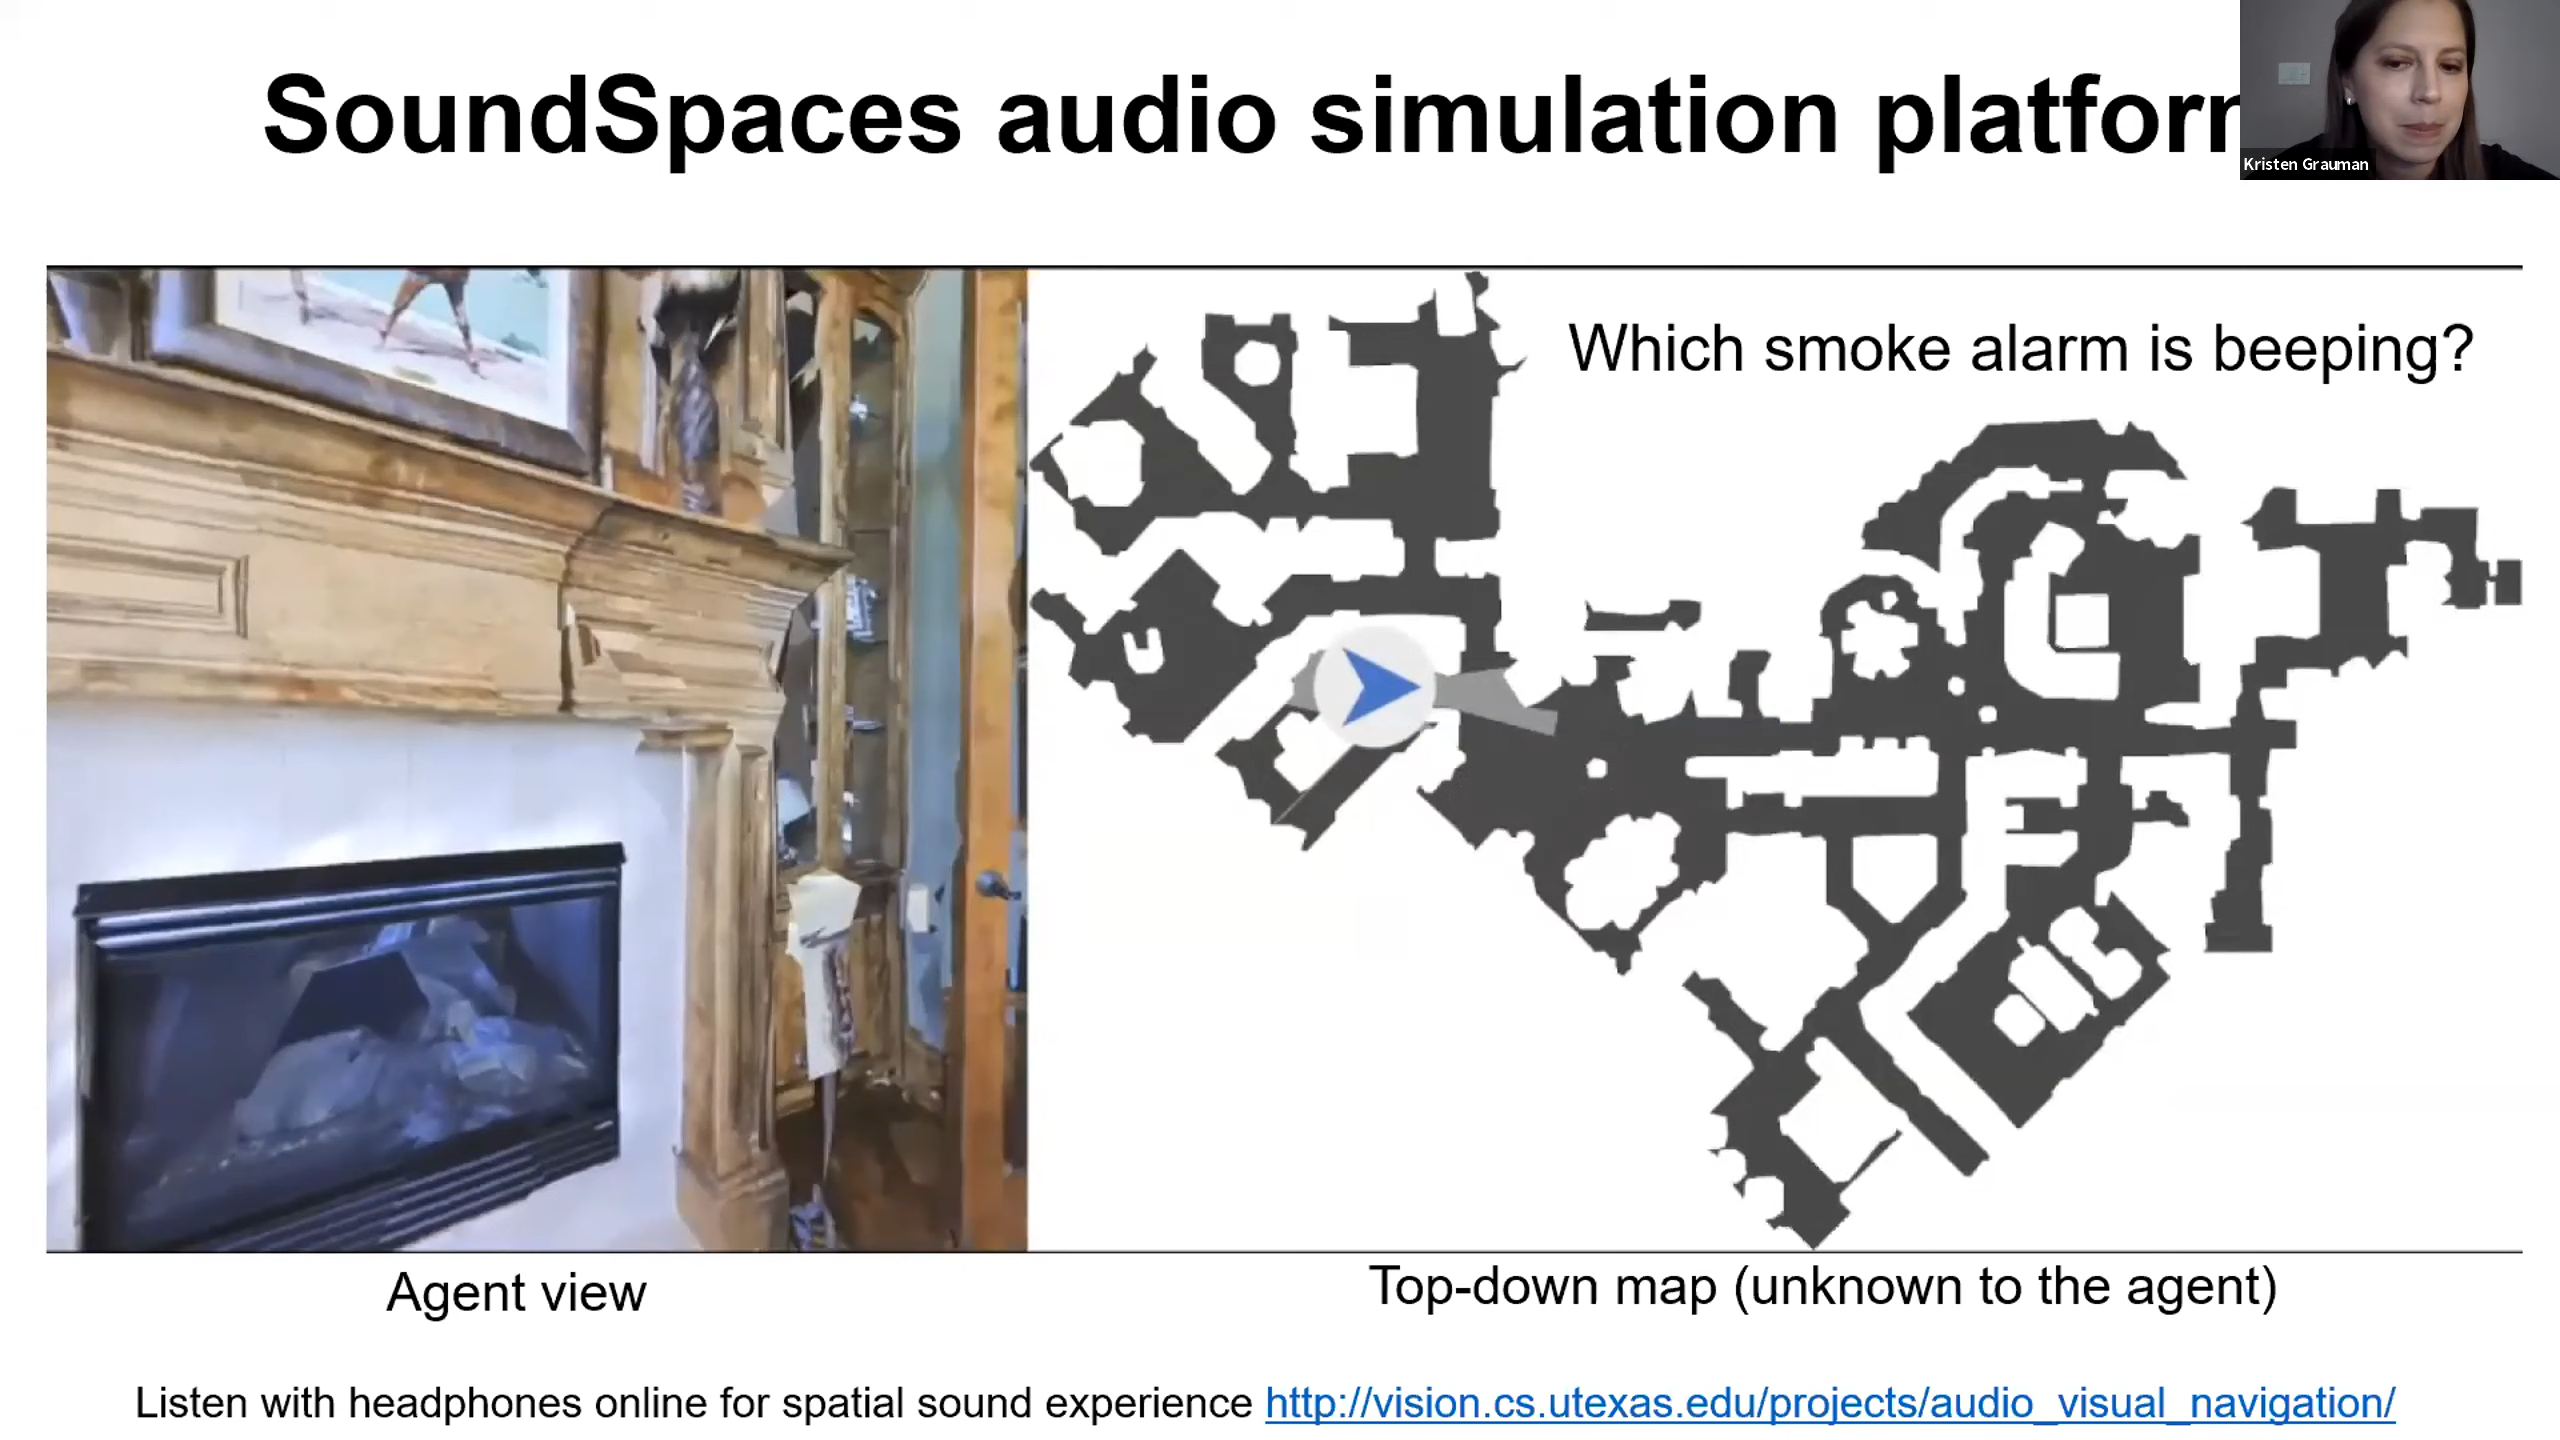 SoundSpaces audio simulation platfor
Kristen Grauman
Which smoke alarm is beeping?
Agent view
Top-down map (unknown to the agent)
Listen with headphones online for spatial sound experience http://vision.cs.utexas.edu/projects/audio_visual_navigation/